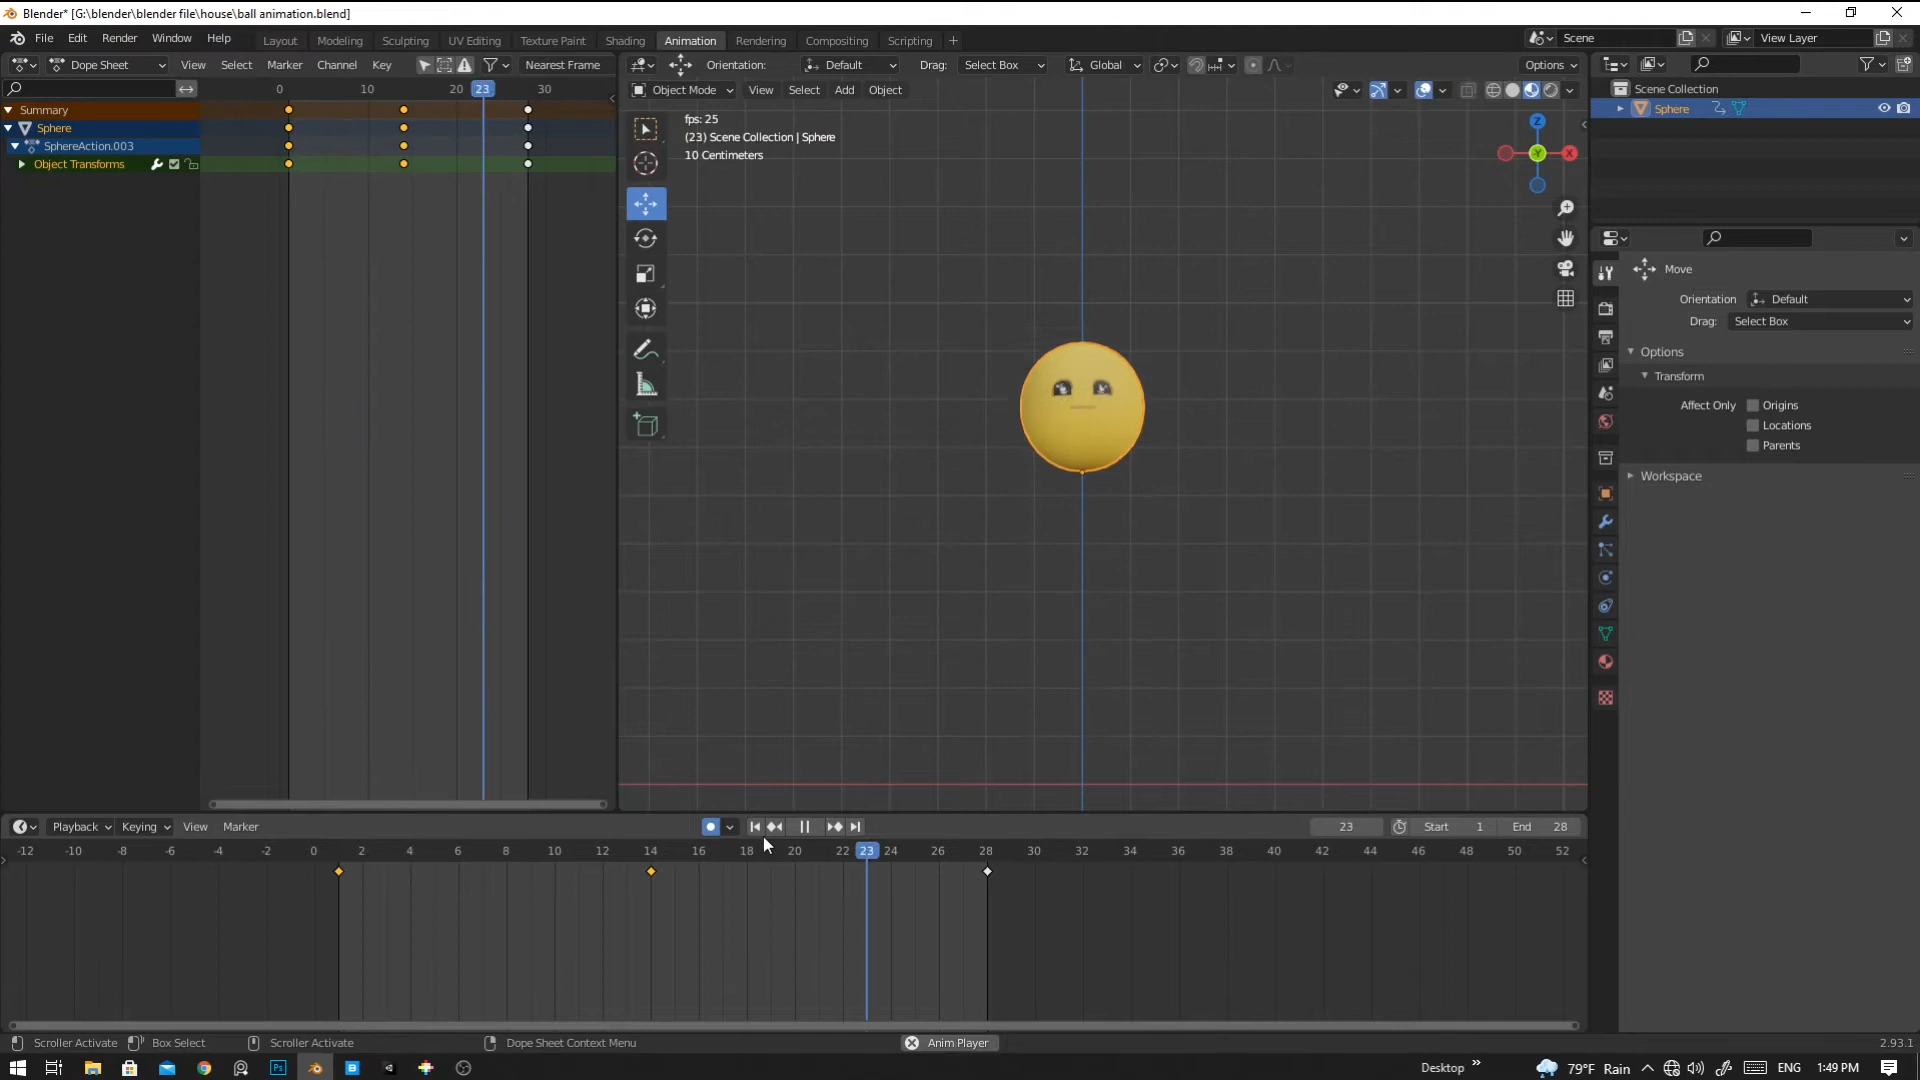 Blender* [G:\blender\blender file\house\ball animation.blend]
File Edit Render Window Help Layout Modeling Sculpting UV Editing Texture Paint Shading Animation Rendering Compositing Scripting + Scene View Layer
Dope Sheet View Select Marker Channel Key Nearest Frame Orientation: Default Drag: Select Box Global Options
0 10 20 23 30
Object Mode View Select Add Object
Scene Collection
Summary
Sphere
Sphere
SphereAction.003
Object Transforms
fps: 25
(23) Scene Collection | Sphere
10 Centimeters
Z
Y X
Move
Orientation Default
Drag: Select Box
Options
Transform
Affect Only Origins
Locations
Parents
Workspace
Playback Keying View Marker 23 Start 1 End 28
-12 -10 -8 -6 -4 -2 0 2 4 6 8 10 12 14 16 18 20 22 23 24 26 28 30 32 34 36 38 40 42 44 46 48 50 52
Scroller Activate Box Select Scroller Activate Dope Sheet Context Menu Anim Player 2.93.1
Ps B Desktop » 79°F Rain ENG 1:49 PM